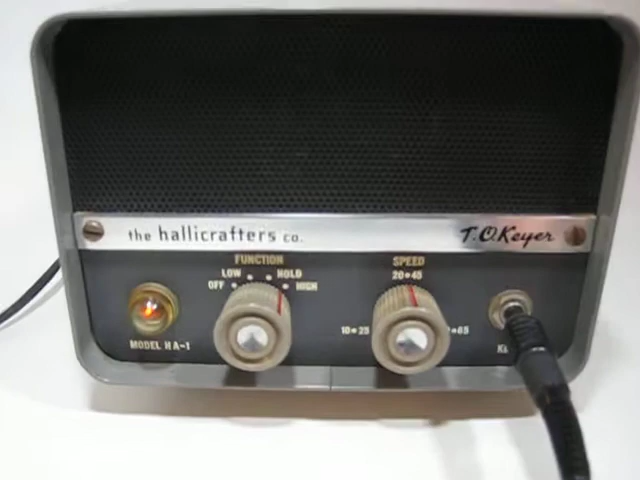 the hallicrafters co.
T.O.Keyer
FUNCTION
LOW HOLD
OFF HIGH
SPEED
20•45
10•25
MODEL HA-1